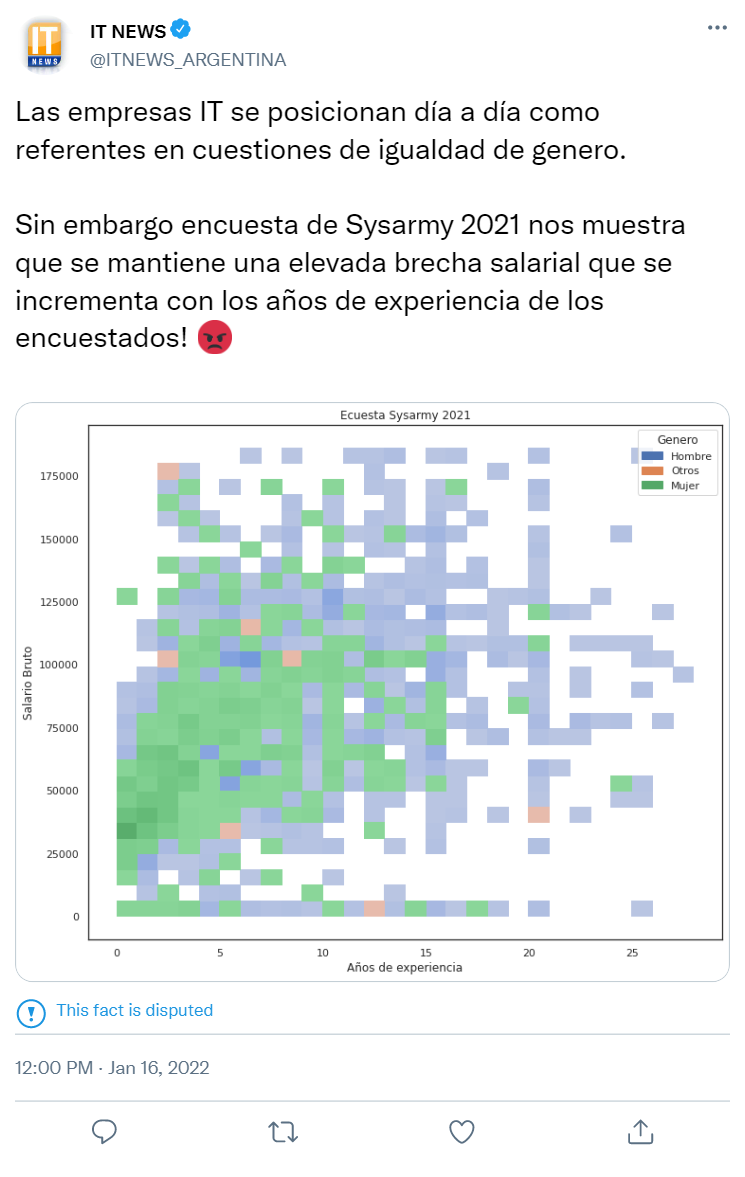 IT NEWS
IT
NEWS
@ITNEWS_ARGENTINA
Las empresas IT se posicionan día a día como
referentes en cuestiones de igualdad de genero.
Sin embargo encuesta de Sysarmy 2021 nos muestra
que se mantiene una elevada brecha salarial que se
incrementa con los años de experiencia de los
encuestados! 😡
Ecuesta Sysarmy 2021
Genero
Hombre
Otros
Mujer
175000
150000
125000
100000
75000
50000
25000
0
Salario Bruto
0 5 10 15 20 25
Años de experiencia
This fact is disputed
12:00 PM · Jan 16, 2022